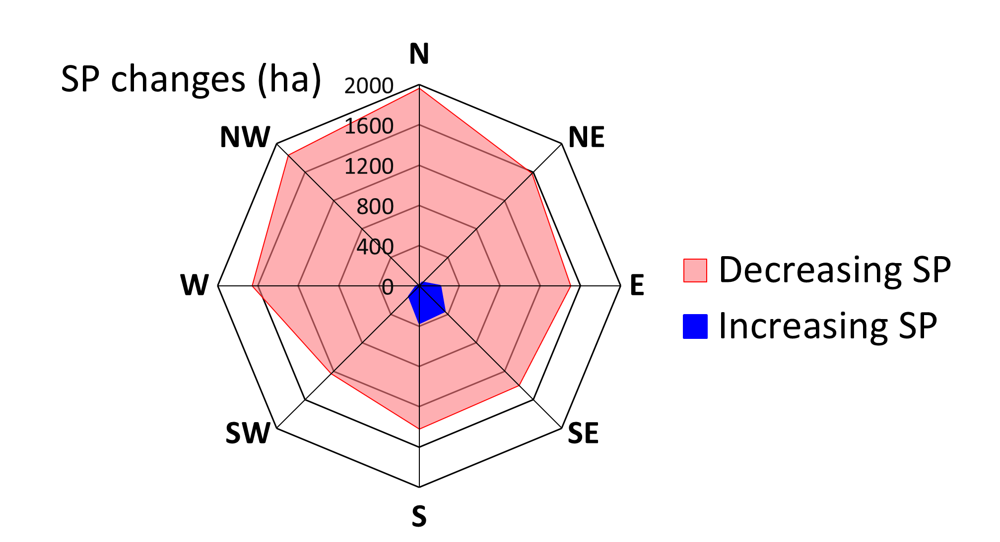 N
SP changes (ha)
2000
NW
1600
NE
1200
800
400
W
0
E
Decreasing SP
Increasing SP
SW
SE
S